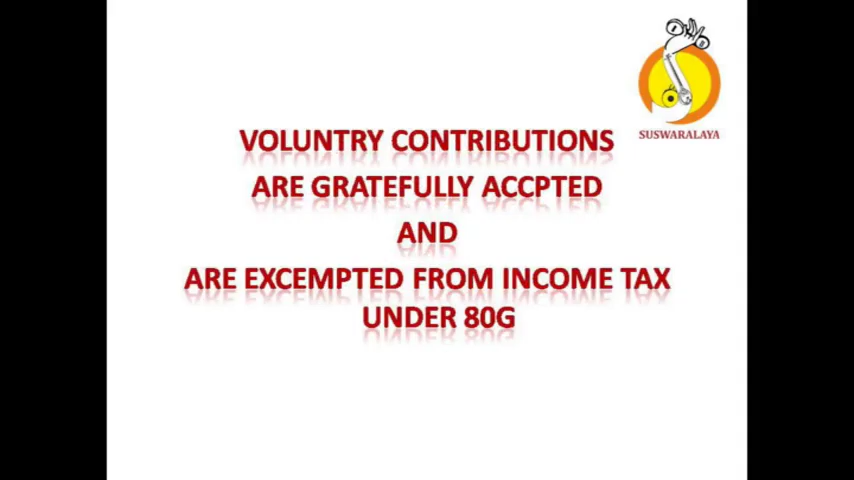 SUSWARALAYA
VOLUNTRY CONTRIBUTIONS
ARE GRATEFULLY ACCPTED
AND
ARE EXCEMPTED FROM INCOME TAX
UNDER 80G